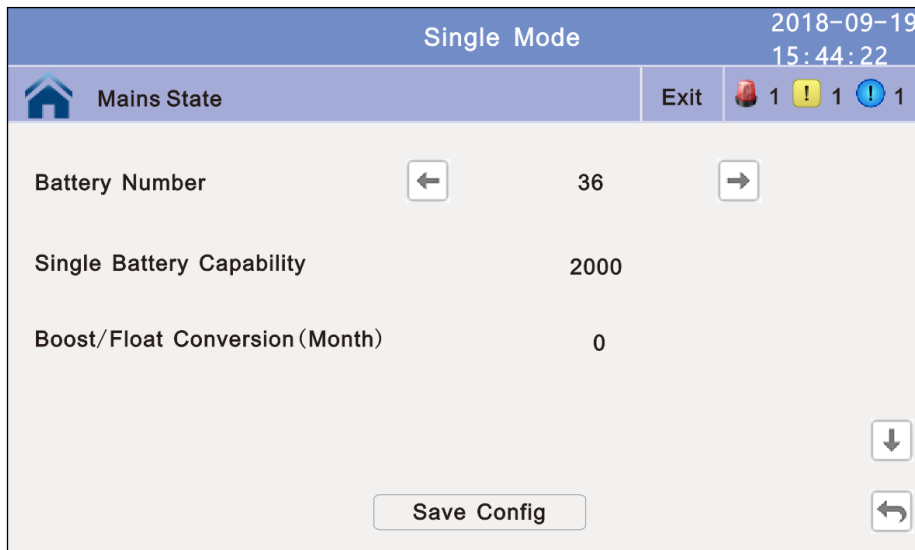 Single Mode
2018-09-19
15:44:22
Mains State
Exit
1
! 1
! 1
Battery Number
36
Single Battery Capability
2000
Boost/Float Conversion(Month)
0
Save Config